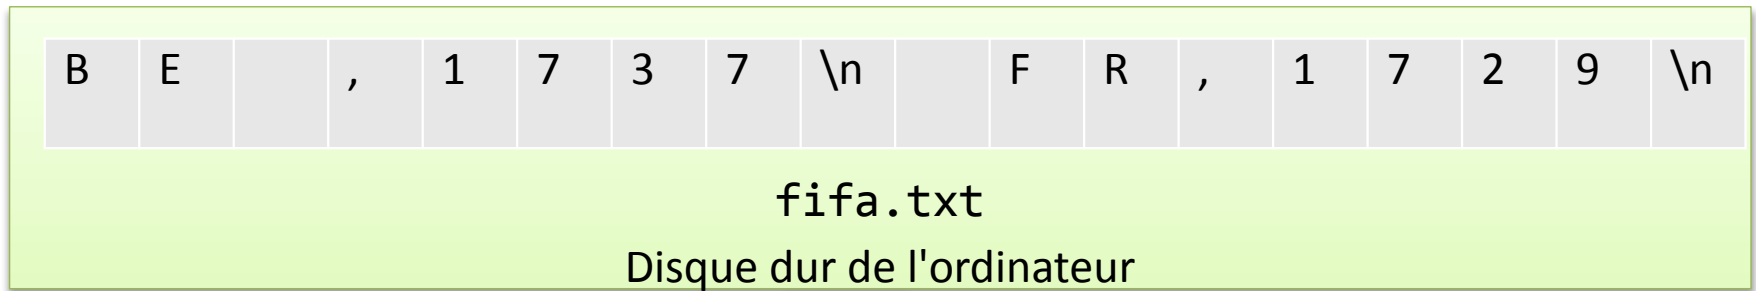 B E   , 1 7 3 7 \n   F R , 1 7 2 9 \n
fifa.txt
Disque dur de l'ordinateur